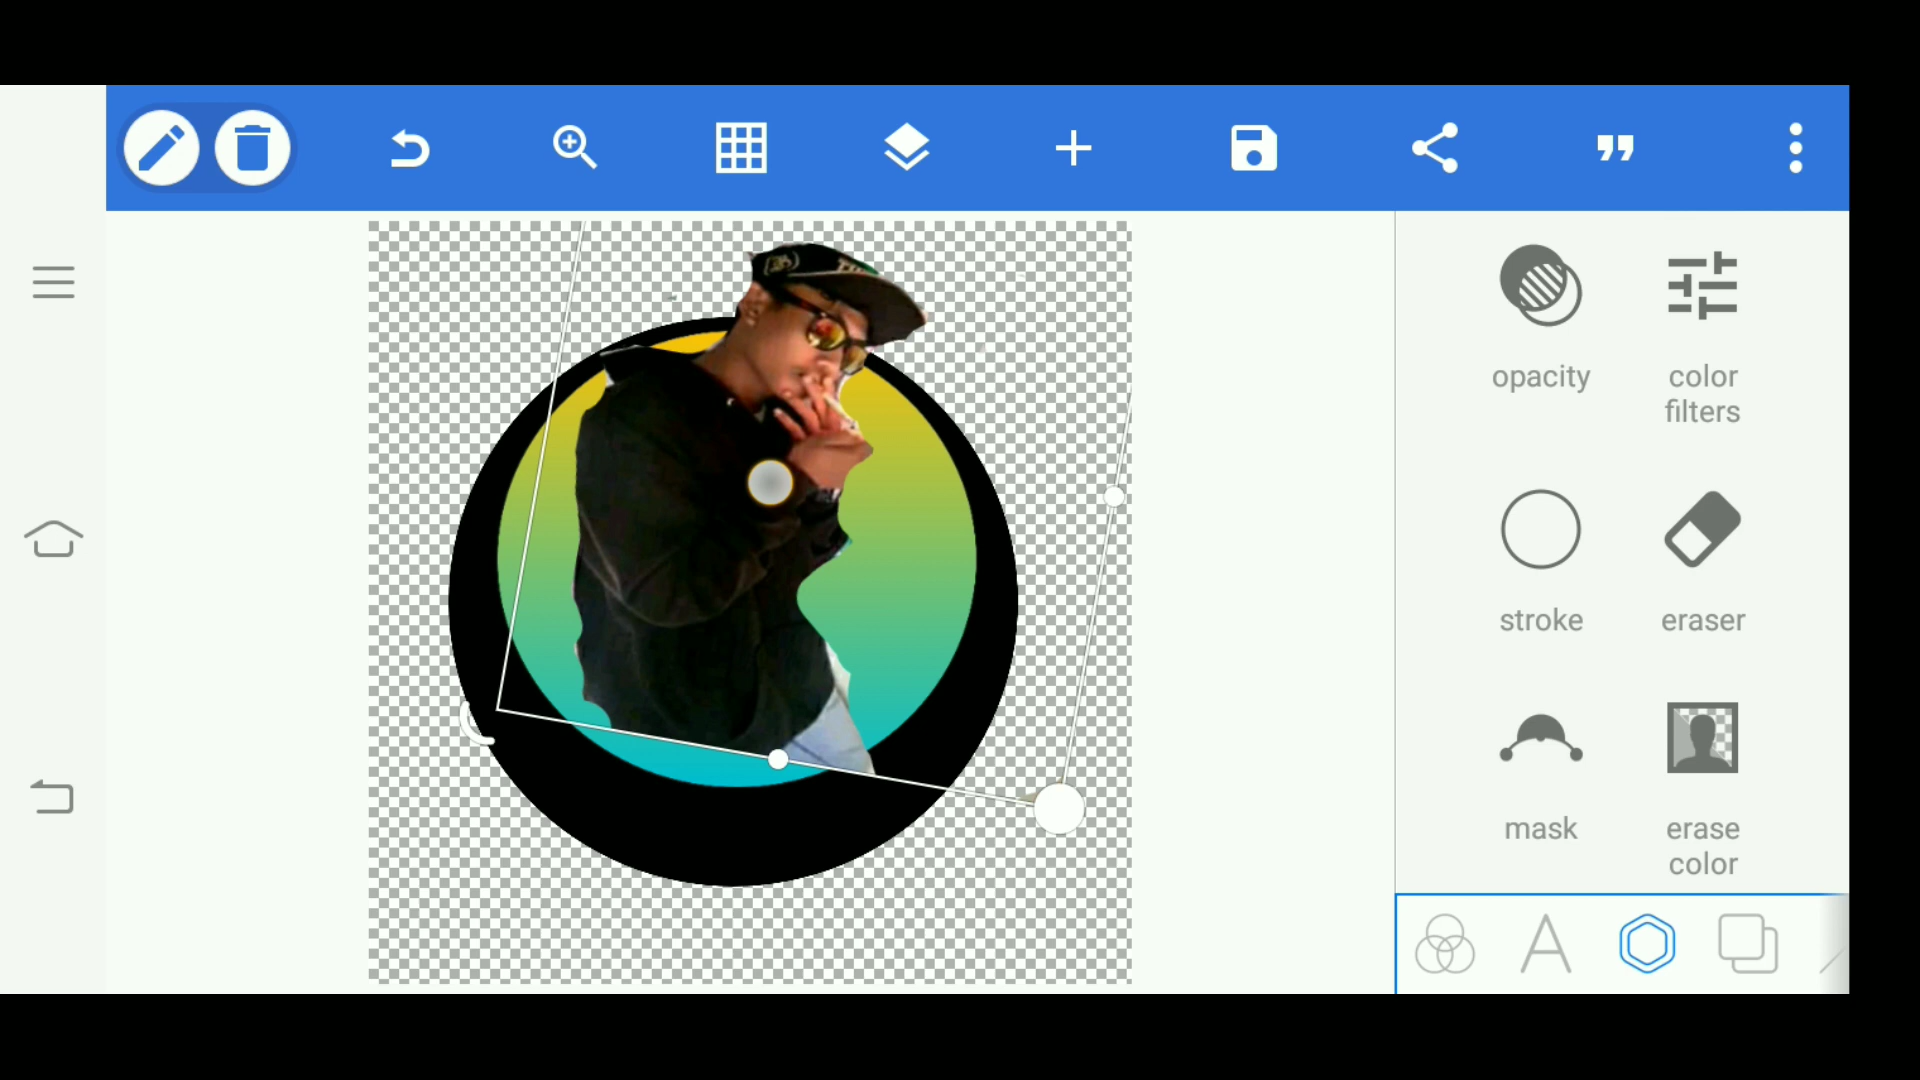 opacity
color
filters
stroke
eraser
mask
erase
color